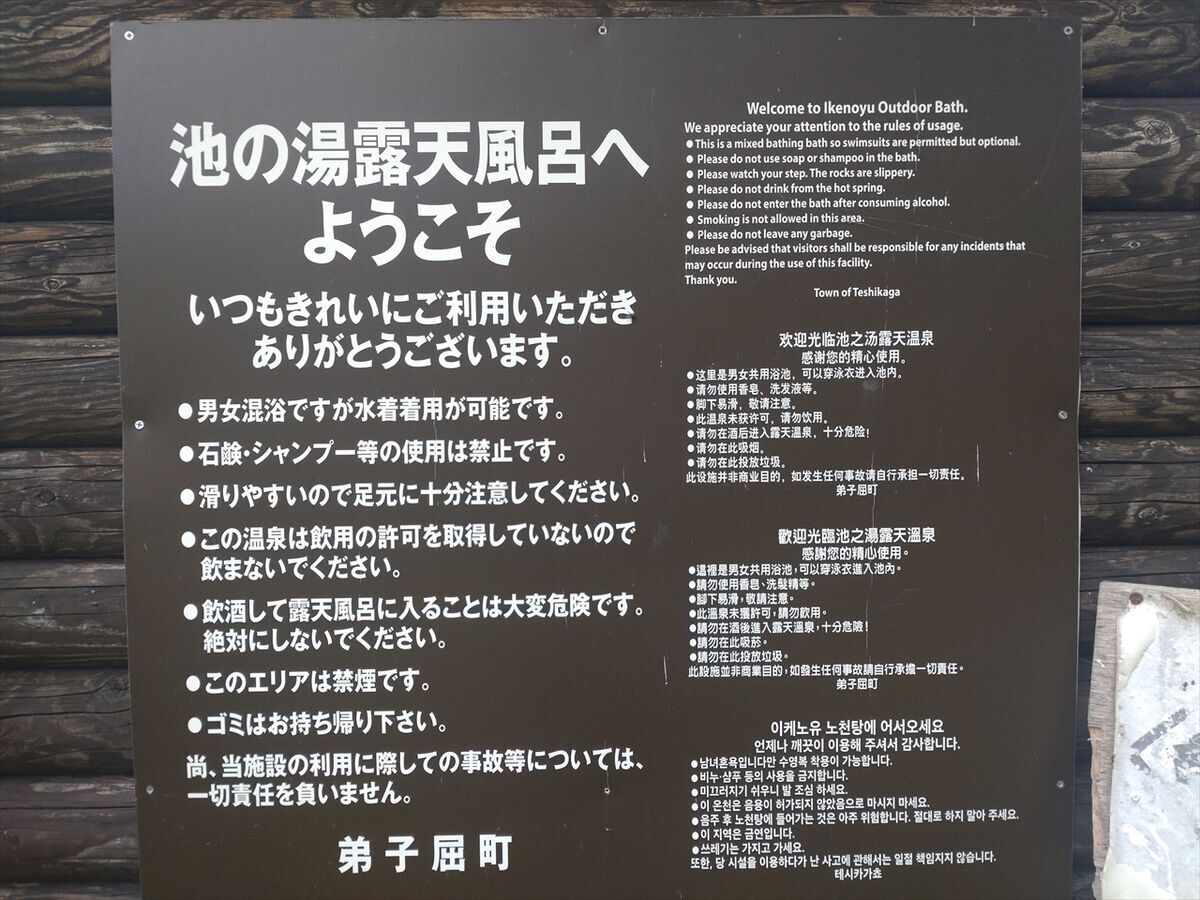 池の湯露天風呂へ
ようこそ
いつもきれいにご利用いただき
ありがとうございます。
●男女混浴ですが水着着用が可能です。
●石鹸・シャンプー等の使用は禁止です。
●滑りやすいので足元に十分注意してください。
●この温泉は飲用の許可を取得していないので
飲まないでください。
●飲酒して露天風呂に入ることは大変危険です。
絶対にしないでください。
●このエリアは禁煙です。
●ゴミはお持ち帰り下さい。
尚、当施設の利用に際しての事故等については、
一切責任を負いません。
弟子屈町
Welcome to Ikenoyu Outdoor Bath.
We appreciate your attention to the rules of usage.
●This is a mixed bathing bath so swimsuits are permitted but optional.
● Please do not use soap or shampoo in the bath.
● Please watch your step. The rocks are slippery.
● Please do not drink from the hot spring.
● Please do not enter the bath after consuming alcohol.
● Smoking is not allowed in this area.
● Please do not leave any garbage.
Please be advised that visitors shall be responsible for any incidents that
may occur during the use of this facility.
Thank you.
Town of Teshikaga
欢迎光临池之汤露天温泉
感谢您的精心使用。
●这里是男女共用浴池，可以穿泳衣进入池内。
●请勿使用香皂、洗发液等。
●脚下易滑，敬请注意。
●此温泉未获许可，请勿饮用。
●请勿在酒后进入露天温泉，十分危险！
●请勿在此吸烟。
●请勿在此投放垃圾。
此设施并非商业目的，如发生任何事故请自行承担一切责任。
弟子屈町
歡迎光臨池之湯露天溫泉
感謝您的精心使用。
●這裡是男女共用浴池，可以穿泳衣進入池內。
●請勿使用香皂、洗髮精等。
●腳下易滑，敬請注意。
●此溫泉未獲許可，請勿飲用。
●請勿在酒後進入露天溫泉，十分危險！
●請勿在此吸菸。
●請勿在此投放垃圾。
此設施並非商業目的，如發生任何事故請自行承擔一切責任。
弟子屈町
이케노유 노천탕에 어서오세요
언제나 깨끗이 이용해 주셔서 감사합니다.
●남녀혼욕입니다만 수영복 착용이 가능합니다.
●비누·샴푸 등의 사용을 금지합니다.
●미끄러지기 쉬우니 발 조심 하세요.
●이 온천은 음용이 허가되지 않았음으로 마시지 마세요.
●음주 후 노천탕에 들어가는 것은 아주 위험합니다. 절대로 하지 말아 주세요.
●이 지역은 금연입니다.
●쓰레기는 가지고 가세요.
또한, 당 시설을 이용하다가 난 사고에 관해서는 일절 책임지지 않습니다.
테시카가쵸